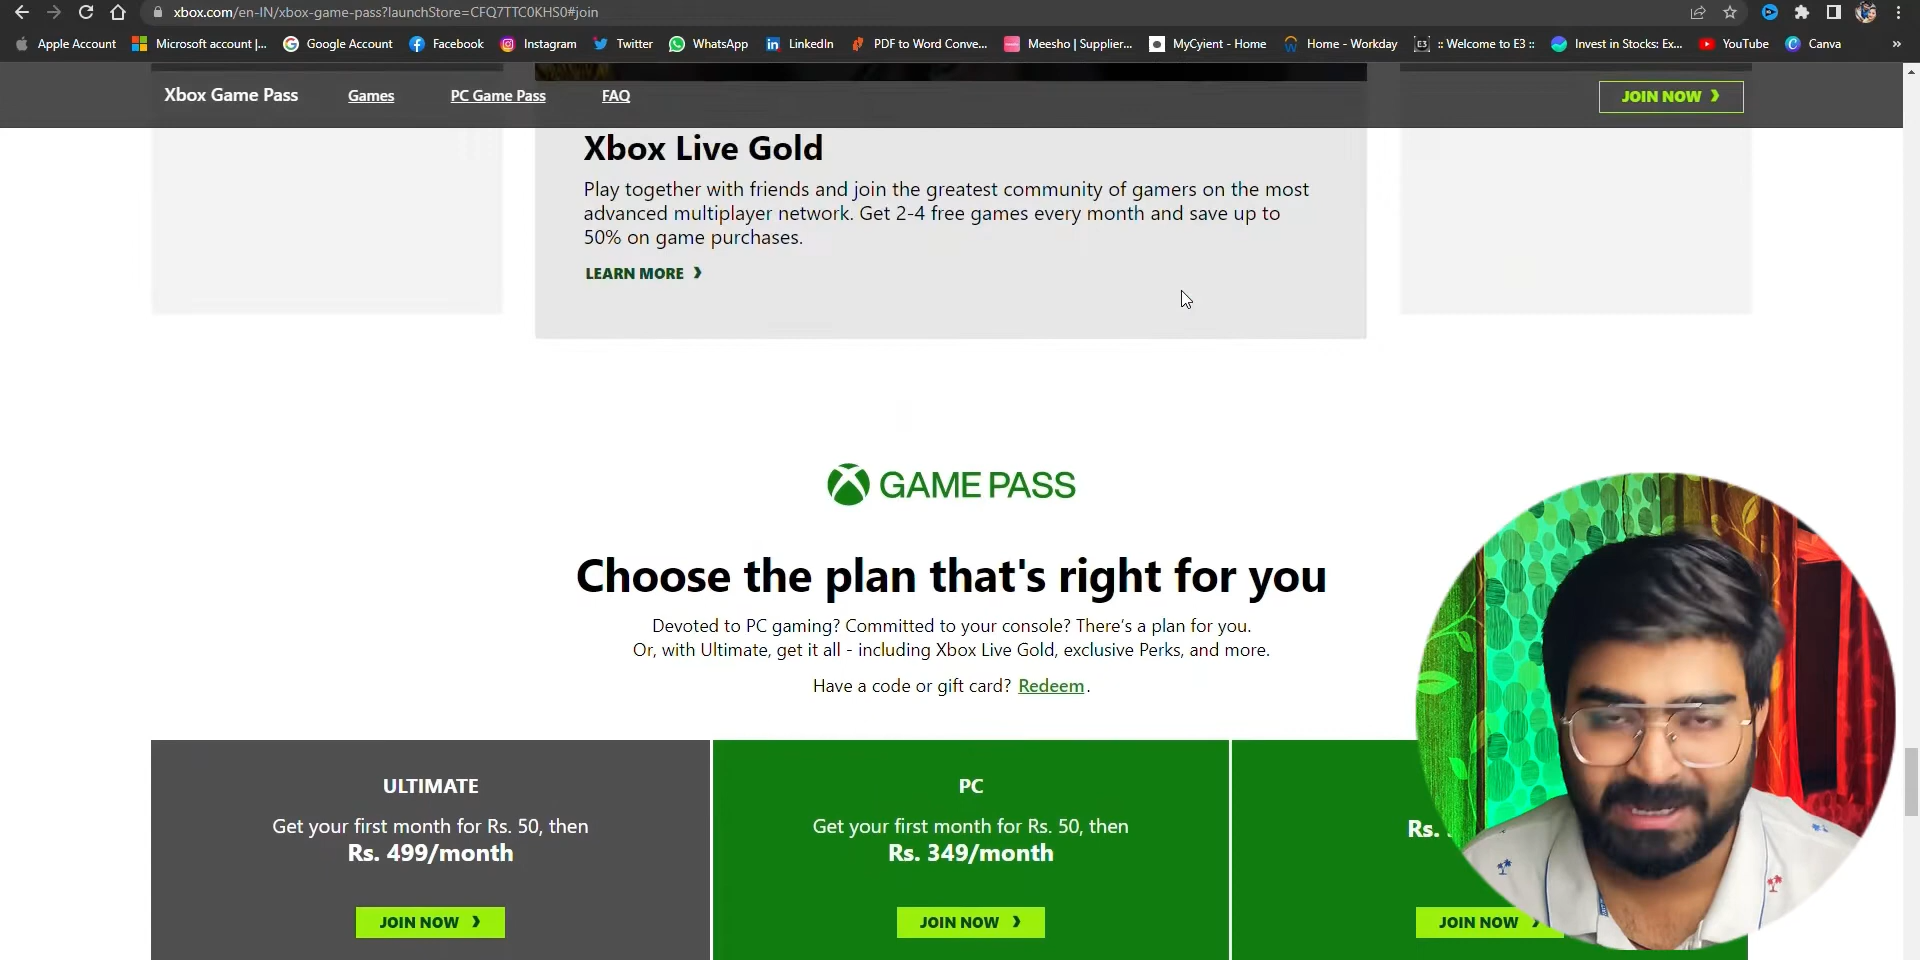 xbox.com/en-IN/xbox-game-pass?launchStore=CFQ7TTC0KHS0#join
Apple Account
Microsoft account |...
Google Account
Facebook
Instagram
Twitter
WhatsApp
LinkedIn
PDF to Word Conve...
Meesho | Supplier...
MyCyient - Home
Home - Workday
E3 :: Welcome to E3 ::
Invest in Stocks: Ex...
YouTube
Canva
»
Xbox Game Pass
Games
PC Game Pass
FAQ
JOIN NOW
Xbox Live Gold
Play together with friends and join the greatest community of gamers on the most
advanced multiplayer network. Get 2-4 free games every month and save up to
50% on game purchases.
LEARN MORE
GAME PASS
Choose the plan that's right for you
Devoted to PC gaming? Committed to your console? There's a plan for you.
Or, with Ultimate, get it all - including Xbox Live Gold, exclusive Perks, and more.
Have a code or gift card? Redeem.
ULTIMATE
Get your first month for Rs. 50, then
Rs. 499/month
JOIN NOW
PC
Get your first month for Rs. 50, then
Rs. 349/month
JOIN NOW
Rs.
JOIN NOW